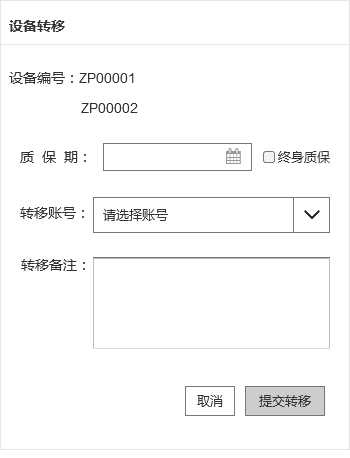 设备转移
设备编号：ZP00001
ZP00002
质 保 期： 终身质保
转移账号： 请选择账号
转移备注：
取消 提交转移